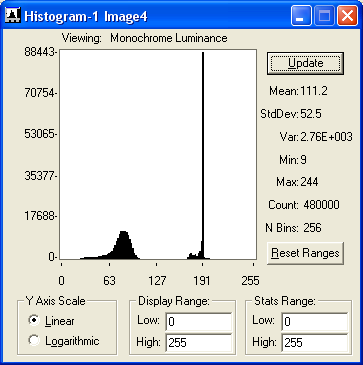 Histogram-1 Image4
Viewing: Monochrome Luminance
88443-
70754-
53065-
35377-
17688-
0-
0 63 127 191 255
Update
Mean: 111.2
StdDev: 52.5
Var: 2.76E+003
Min: 9
Max: 244
Count: 480000
N Bins: 256
Reset Ranges
Y Axis Scale
Linear
Logarithmic
Display Range:
Low: 0
High: 255
Stats Range:
Low: 0
High: 255